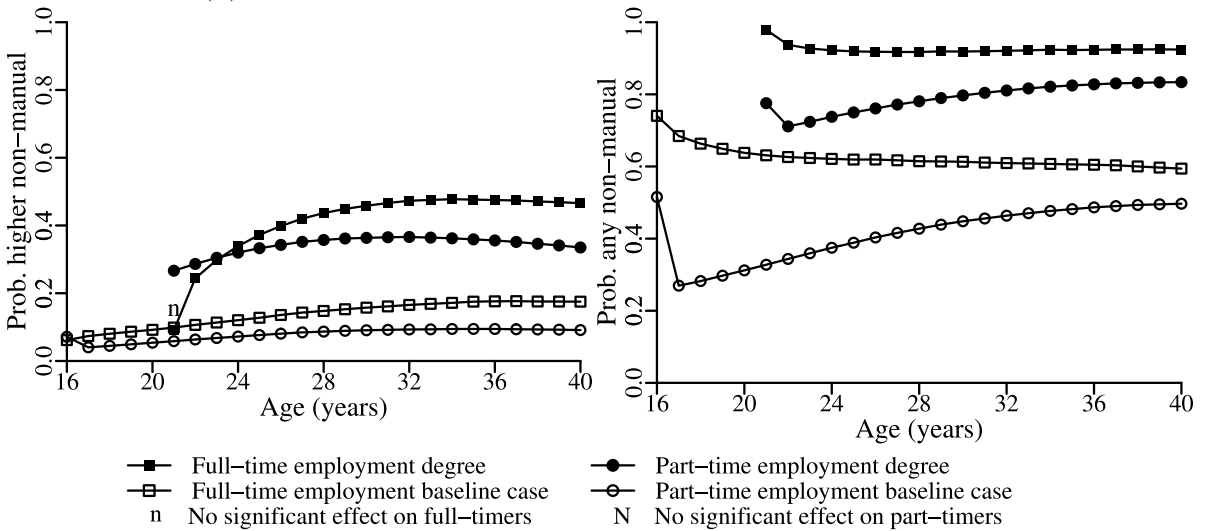 Prob. higher non−manual
0.0 0.2 0.4 0.6 0.8 1.0
n
16 20 24 28 32 36 40
Age (years)
Prob. any non−manual
0.0 0.2 0.4 0.6 0.8 1.0
16 20 24 28 32 36 40
Age (years)
Full−time employment degree
Part−time employment degree
Full−time employment baseline case
Part−time employment baseline case
n No significant effect on full−timers
N No significant effect on part−timers